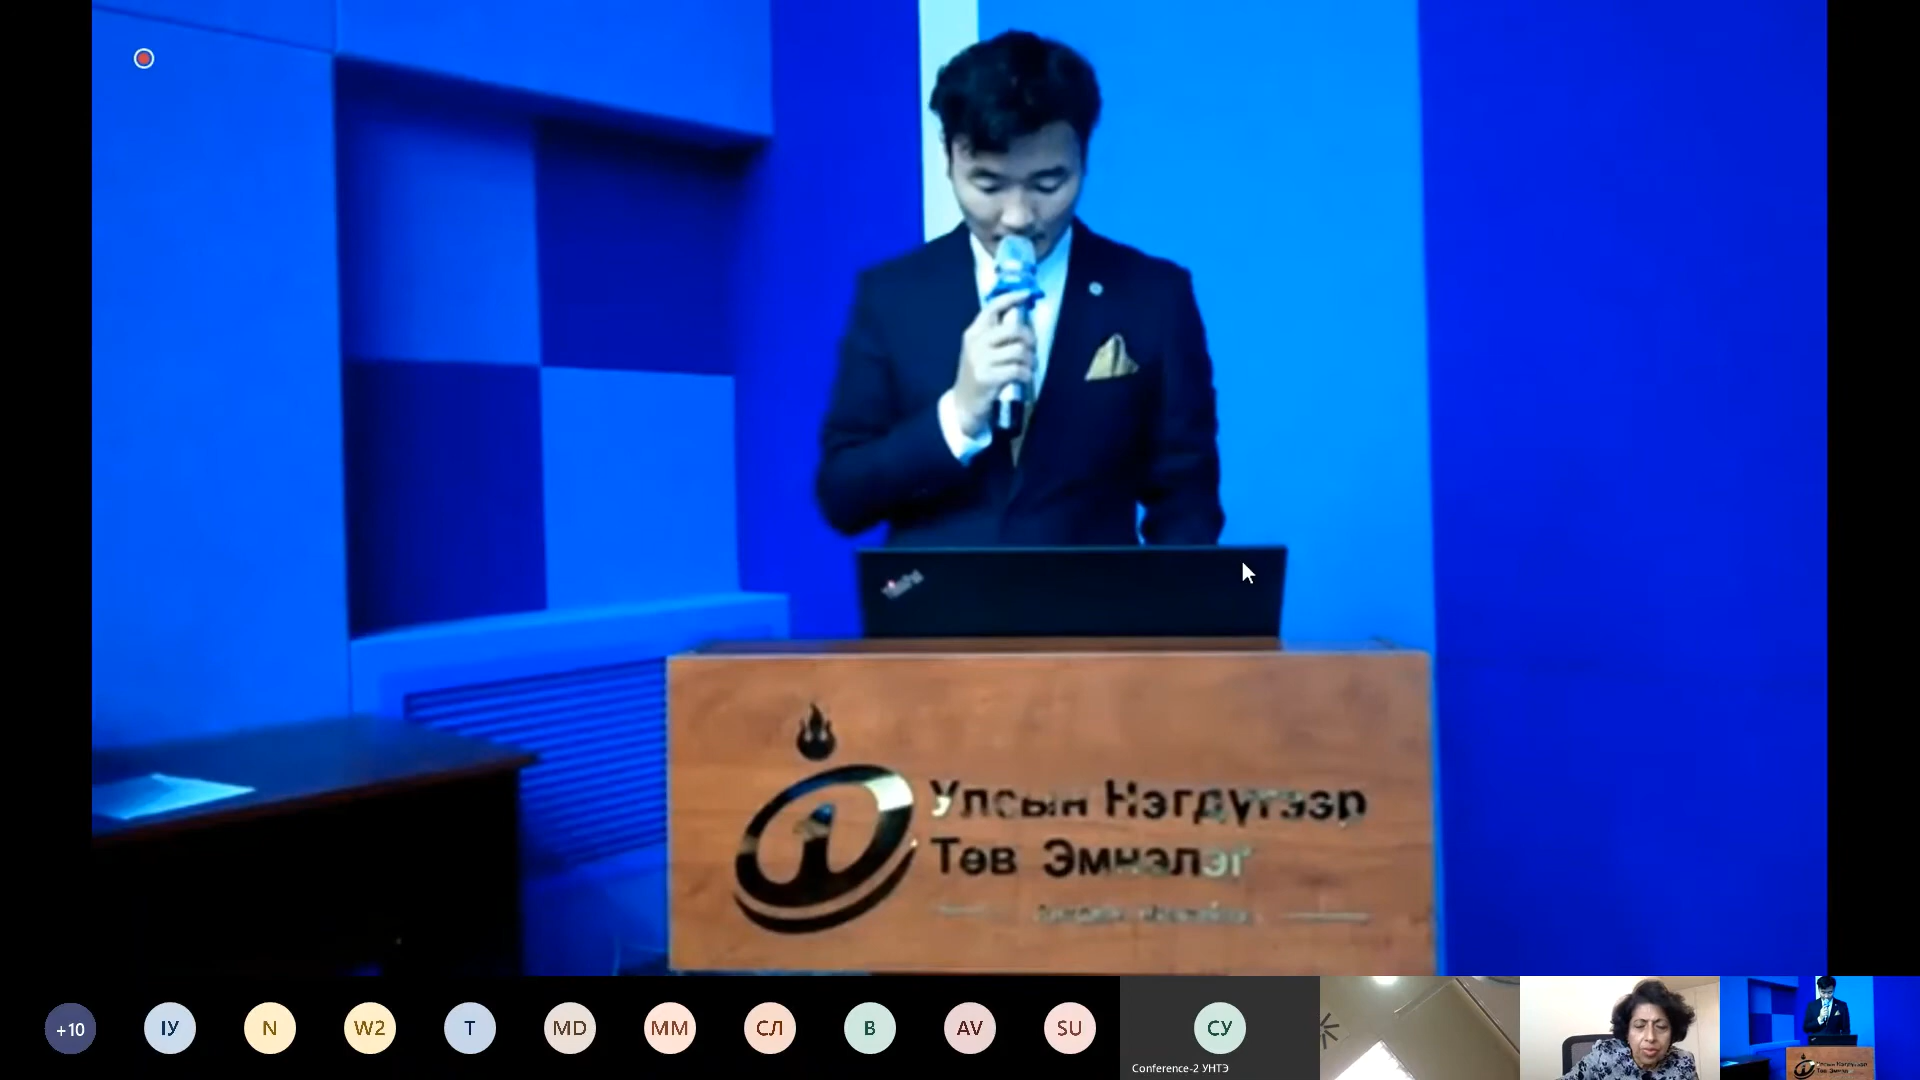 Улсын Нэгдүгээр
Төв Эмнэлэг
+10
IУ
N
W2
T
MD
MM
СЛ
B
AV
SU
СУ
Conference-2 УНТЭ